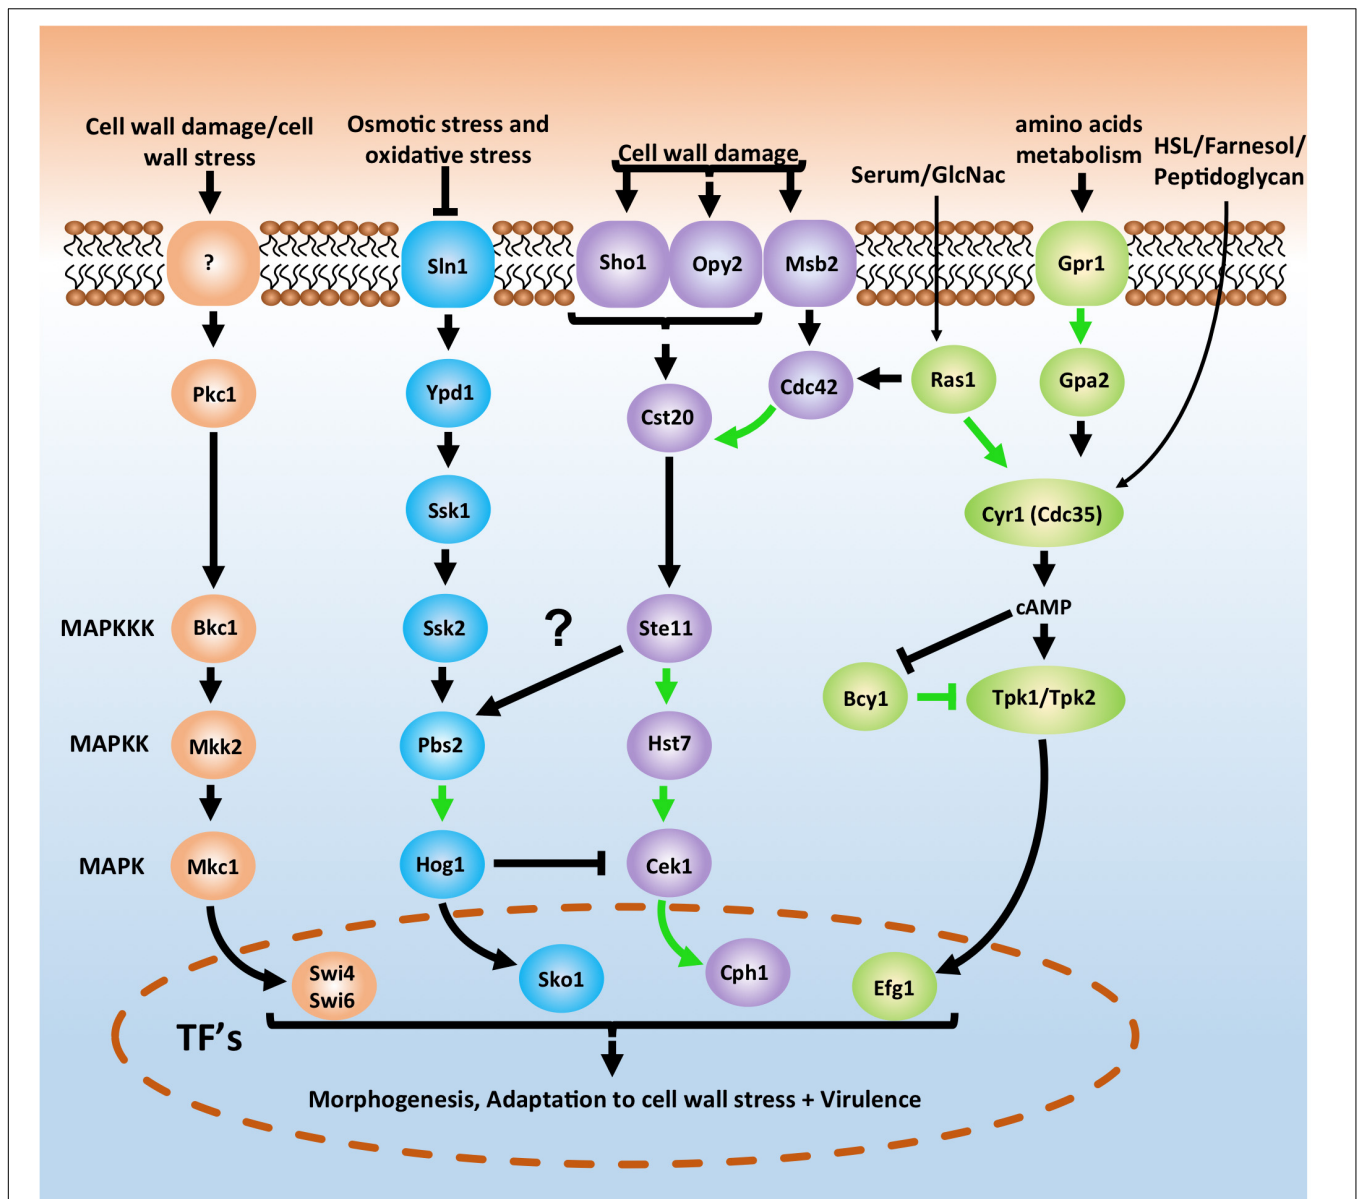 Cell wall damage/cell
wall stress
Osmotic stress and
oxidative stress
Cell wall damage
Serum/GlcNac
amino acids
metabolism
HSL/Farnesol/
Peptidoglycan
?
Sln1
Sho1
Opy2
Msb2
Gpr1
Pkc1
Ypd1
Cst20
Cdc42
Ras1
Gpa2
Ssk1
Cyr1 (Cdc35)
MAPKKK
Bkc1
Ssk2
?
Ste11
cAMP
MAPKK
Mkk2
Pbs2
Hst7
Bcy1
Tpk1/Tpk2
MAPK
Mkc1
Hog1
Cek1
Swi4
Swi6
Sko1
Cph1
Efg1
TF's
Morphogenesis, Adaptation to cell wall stress + Virulence